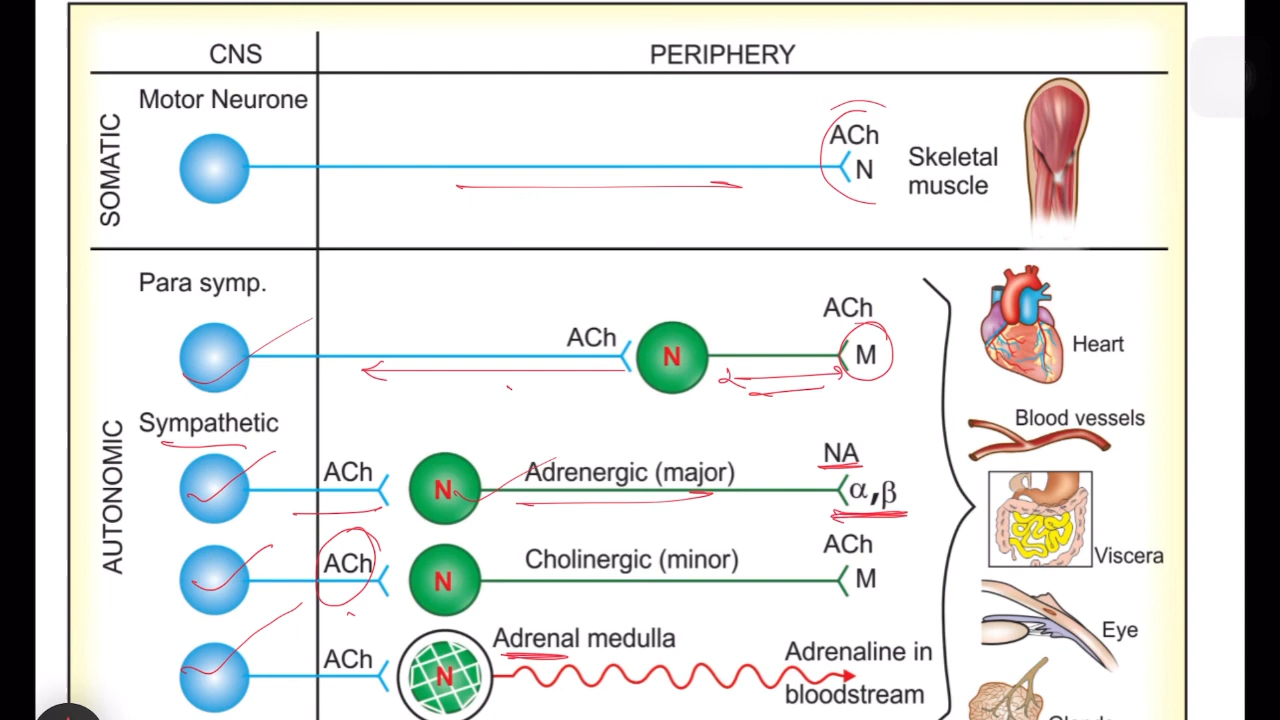 CNS
PERIPHERY
SOMATIC
Motor Neurone
ACh
N
Skeletal
muscle
AUTONOMIC
Para symp.
ACh
N
ACh
M
Heart
Sympathetic
ACh
N
Adrenergic (major)
NA
α,β
Blood vessels
ACh
N
Cholinergic (minor)
ACh
M
Viscera
ACh
N
Adrenal medulla
Adrenaline in
bloodstream
Eye